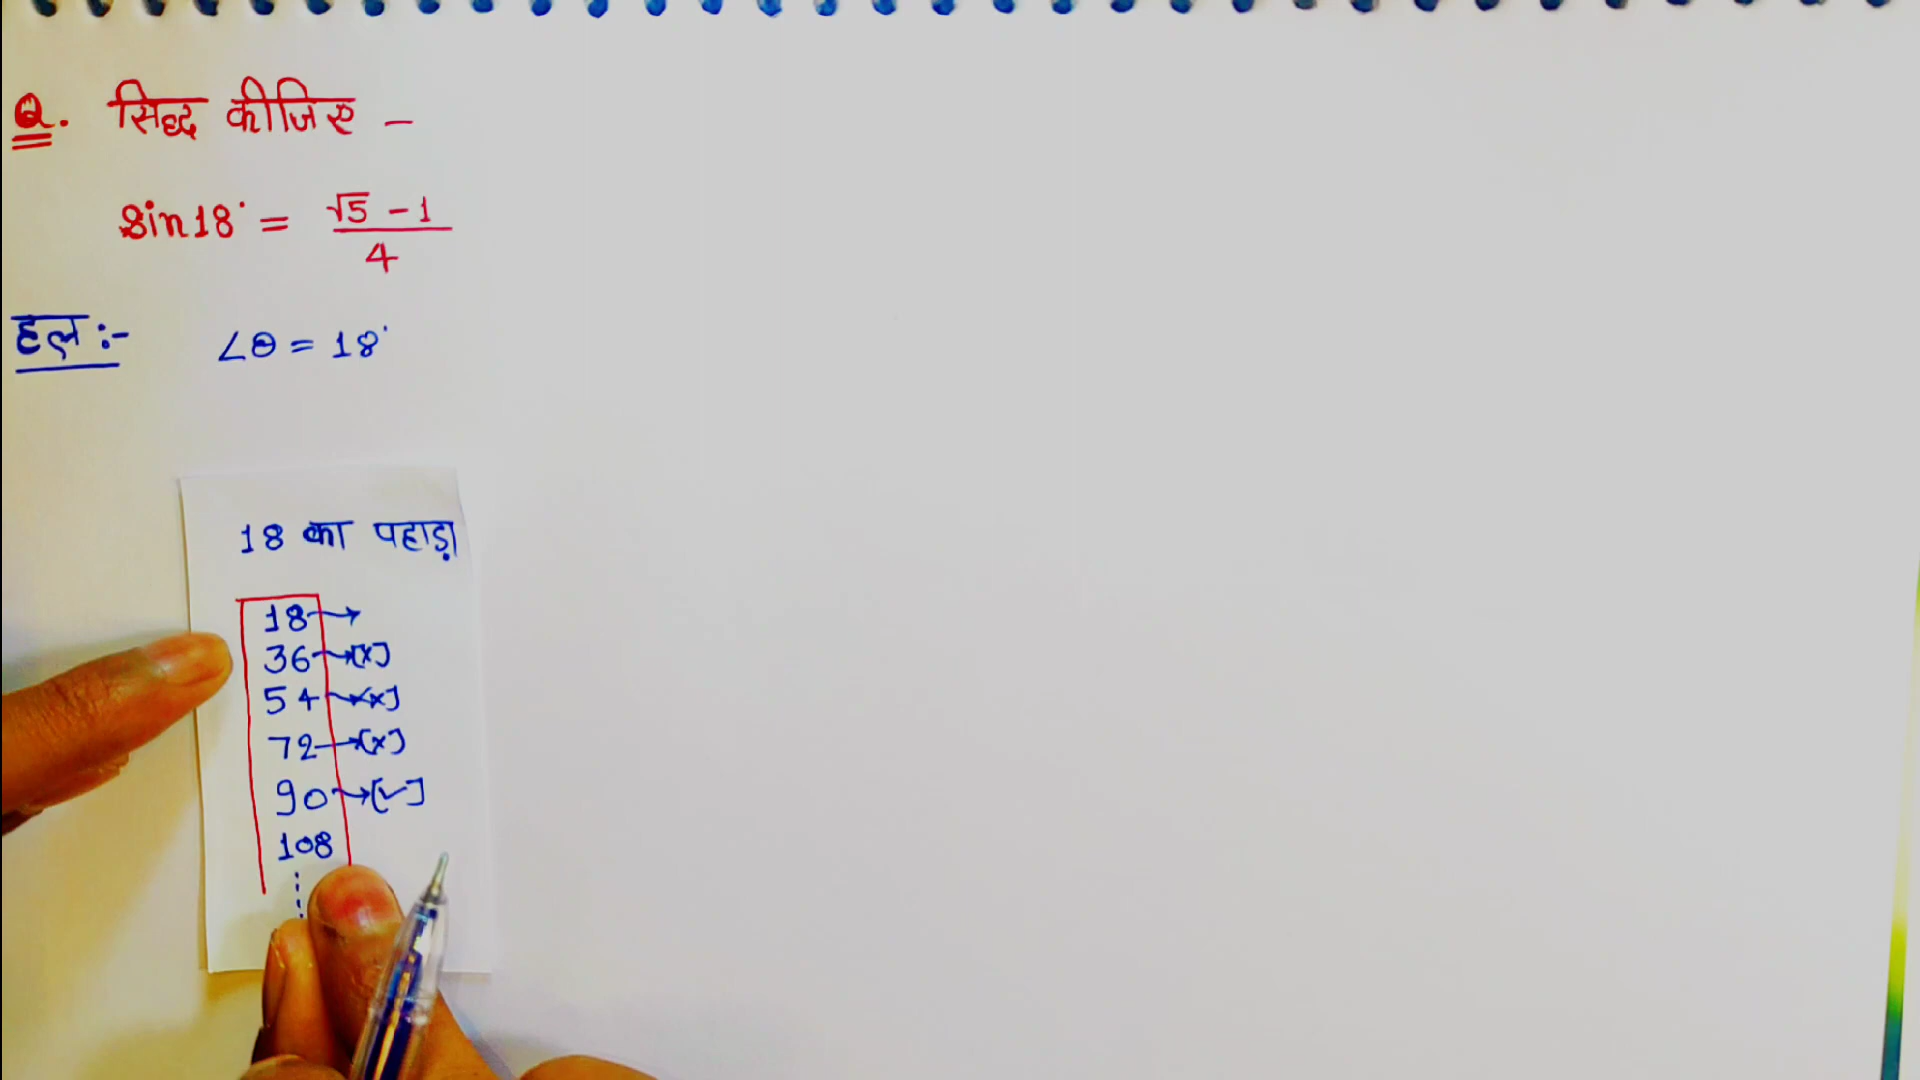 Q. सिध्द कीजिए –
sin18° = √5 - 1 / 4
हल :- ∠θ = 18°
18 का पहाड़ा
18 →
36 → [x]
54 → [x]
72 → [x]
90 → [✓]
108